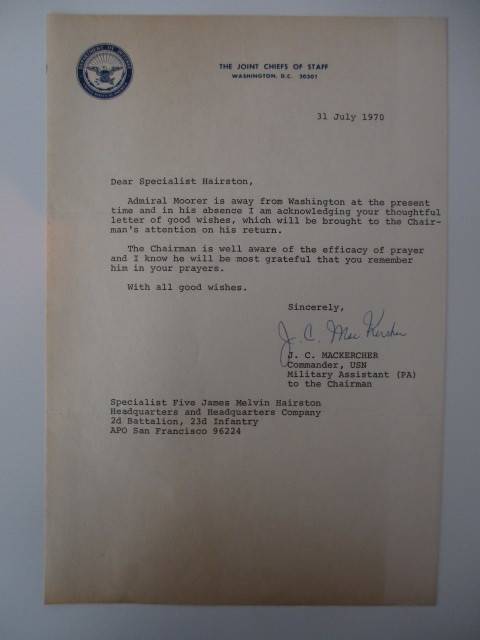 THE JOINT CHIEFS OF STAFF
WASHINGTON, D.C. 20301
31 July 1970
Dear Specialist Hairston,
Admiral Moorer is away from Washington at the present
time and in his absence I am acknowledging your thoughtful
letter of good wishes, which will be brought to the Chair-
man's attention on his return.
The Chairman is well aware of the efficacy of prayer
and I know he will be most grateful that you remember
him in your prayers.
With all good wishes.
Sincerely,
J. C. MacKercher
J. C. MACKERCHER
Commander, USN
Military Assistant (PA)
to the Chairman
Specialist Five James Melvin Hairston
Headquarters and Headquarters Company
2d Battalion, 23d Infantry
APO San Francisco 96224